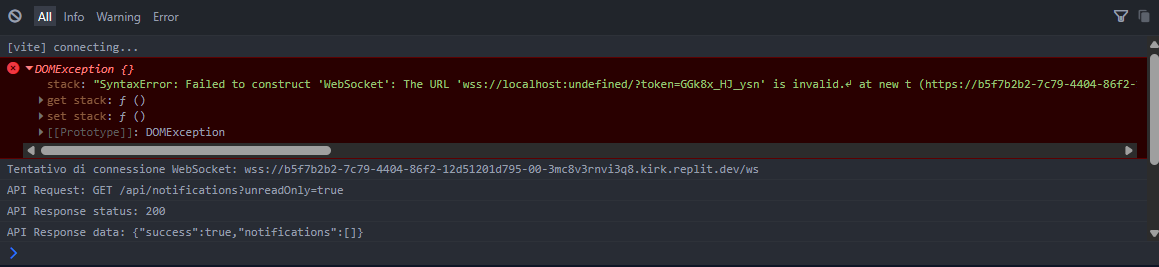 All Info Warning Error
[vite] connecting...
DOMException {}
stack: "SyntaxError: Failed to construct 'WebSocket': The URL 'wss://localhost:undefined/?token=GGk8x_HJ_ysn' is invalid.↲ at new t (https://b5f7b2b2-7c79-4404-86f2-
get stack: ƒ ()
set stack: ƒ ()
[[Prototype]]: DOMException
Tentativo di connessione WebSocket: wss://b5f7b2b2-7c79-4404-86f2-12d51201d795-00-3mc8v3rnvi3q8.kirk.replit.dev/ws
API Request: GET /api/notifications?unreadOnly=true
API Response status: 200
API Response data: {"success":true,"notifications":[]}